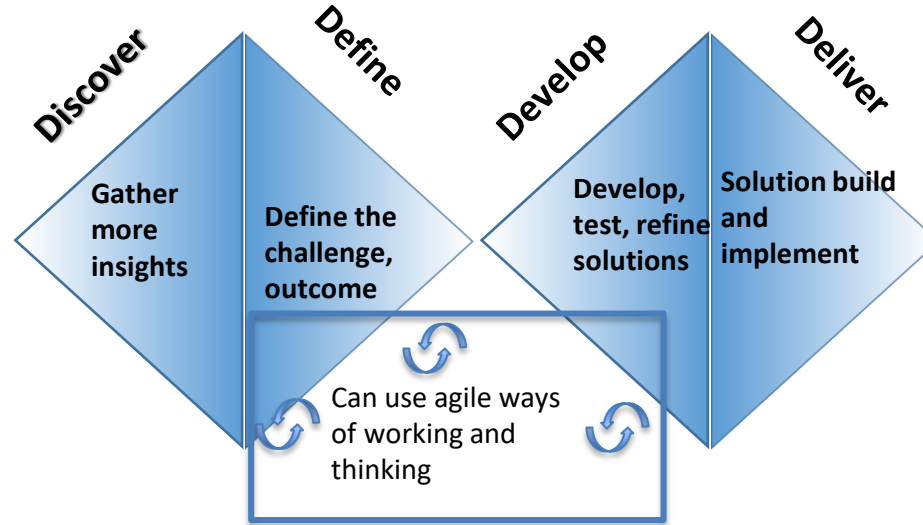 Discover
Define
Develop
Deliver
Gather
more
insights
Define the
challenge,
outcome
Develop,
test, refine
solutions
Solution build
and
implement
Can use agile ways
of working and
thinking